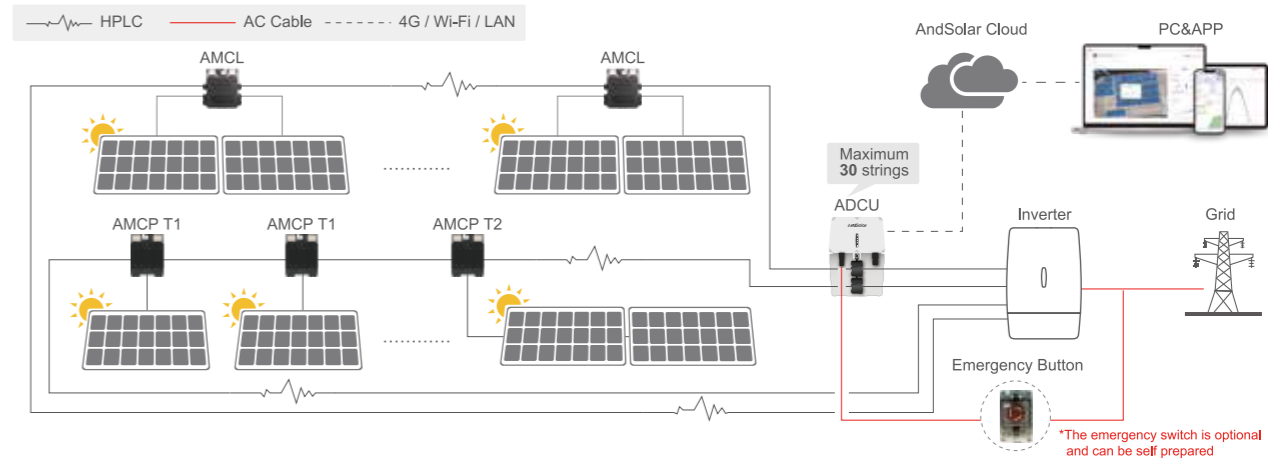 HPLC
AC Cable
4G / Wi-Fi / LAN
AndSolar Cloud
PC&APP
AMCL
AMCL
Maximum
30 strings
ADCU
AMCP T1
AMCP T1
AMCP T2
Inverter
Grid
Emergency Button
*The emergency switch is optional
and can be self prepared